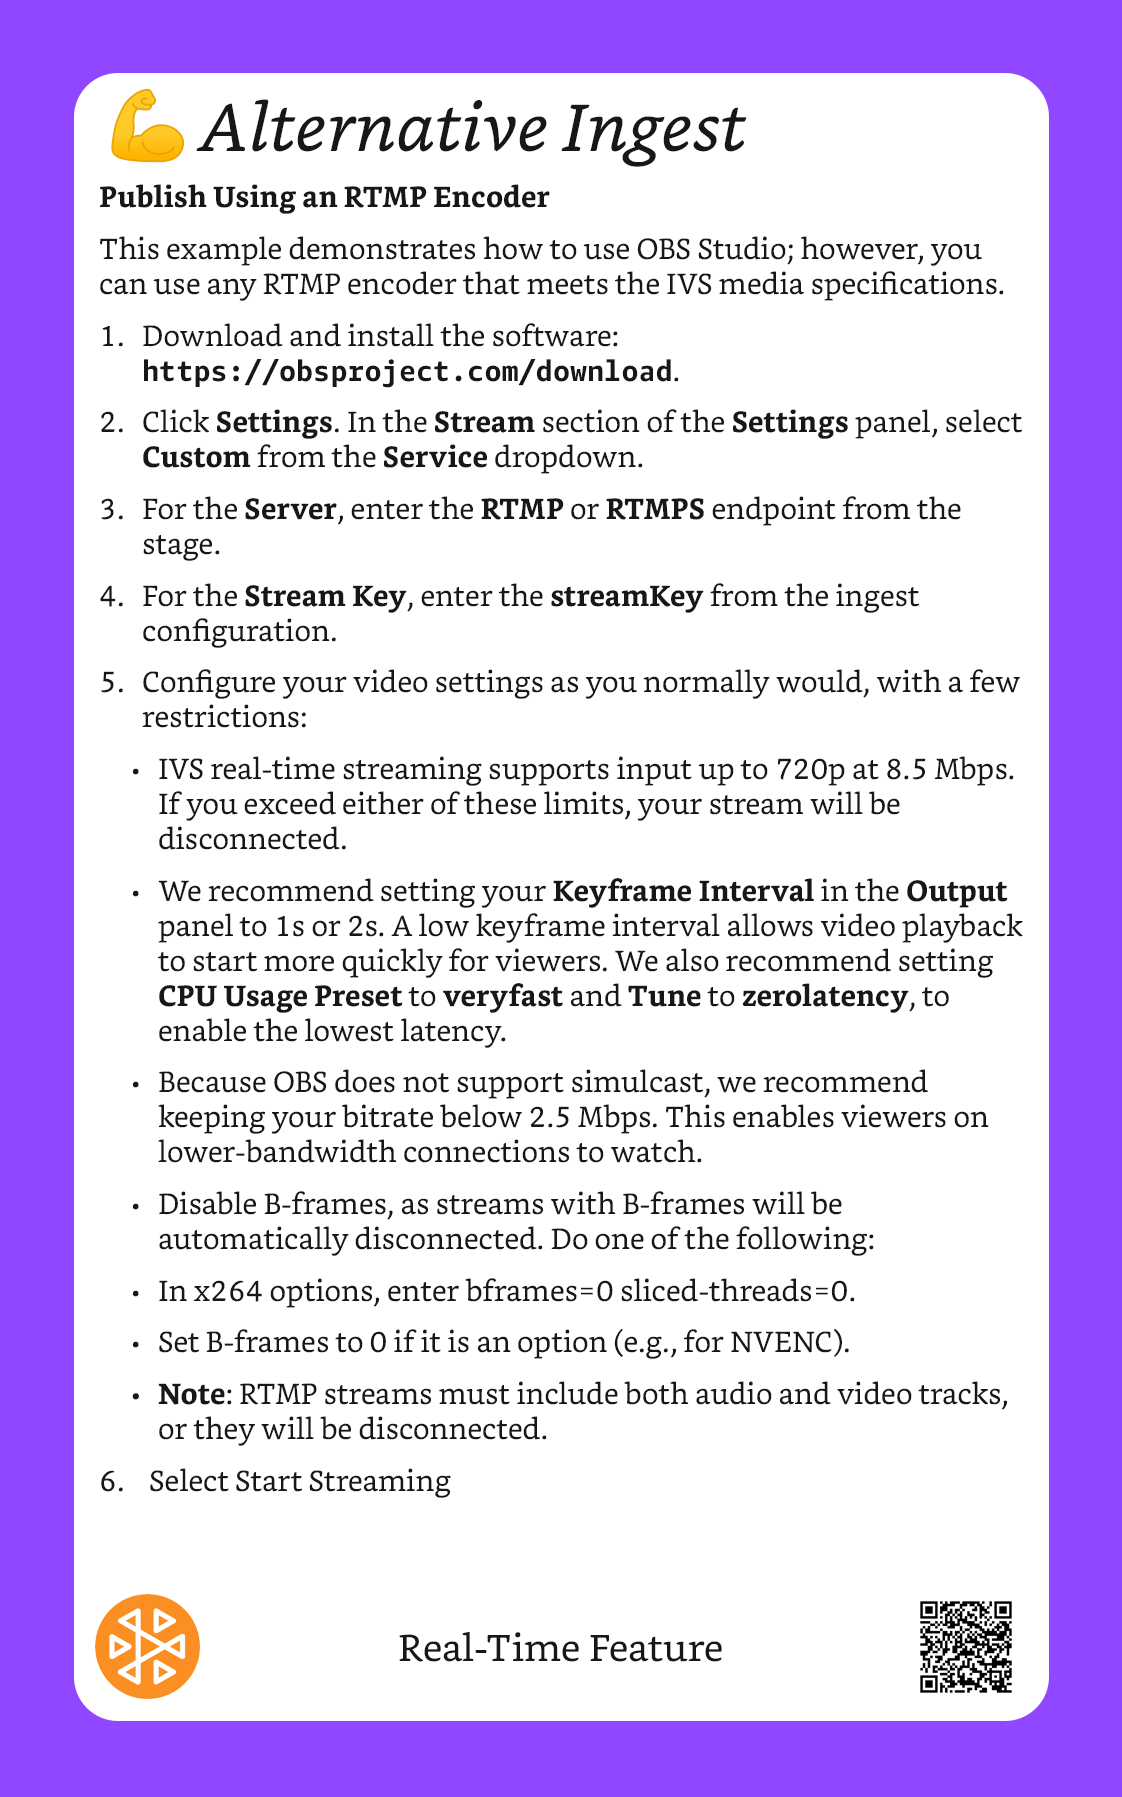 💪 Alternative Ingest
Publish Using an RTMP Encoder
This example demonstrates how to use OBS Studio; however, you
can use any RTMP encoder that meets the IVS media specifications.
1. Download and install the software:
https://obsproject.com/download.
2. Click Settings. In the Stream section of the Settings panel, select
Custom from the Service dropdown.
3. For the Server, enter the RTMP or RTMPS endpoint from the
stage.
4. For the Stream Key, enter the streamKey from the ingest
configuration.
5. Configure your video settings as you normally would, with a few
restrictions:
• IVS real-time streaming supports input up to 720p at 8.5 Mbps.
If you exceed either of these limits, your stream will be
disconnected.
• We recommend setting your Keyframe Interval in the Output
panel to 1s or 2s. A low keyframe interval allows video playback
to start more quickly for viewers. We also recommend setting
CPU Usage Preset to veryfast and Tune to zerolatency, to
enable the lowest latency.
• Because OBS does not support simulcast, we recommend
keeping your bitrate below 2.5 Mbps. This enables viewers on
lower-bandwidth connections to watch.
• Disable B-frames, as streams with B-frames will be
automatically disconnected. Do one of the following:
• In x264 options, enter bframes=0 sliced-threads=0.
• Set B-frames to 0 if it is an option (e.g., for NVENC).
• Note: RTMP streams must include both audio and video tracks,
or they will be disconnected.
6. Select Start Streaming
Real-Time Feature